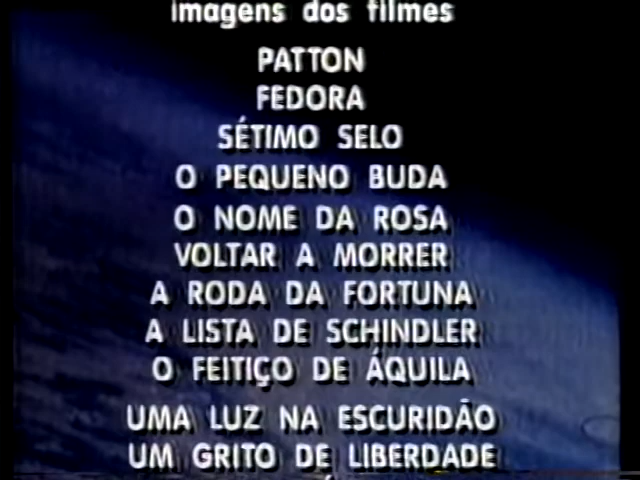 imagens dos filmes
PATTON
FEDORA
SÉTIMO SELO
O PEQUENO BUDA
O NOME DA ROSA
VOLTAR A MORRER
A RODA DA FORTUNA
A LISTA DE SCHINDLER
O FEITIÇO DE ÁQUILA
UMA LUZ NA ESCURIDÃO
UM GRITO DE LIBERDADE